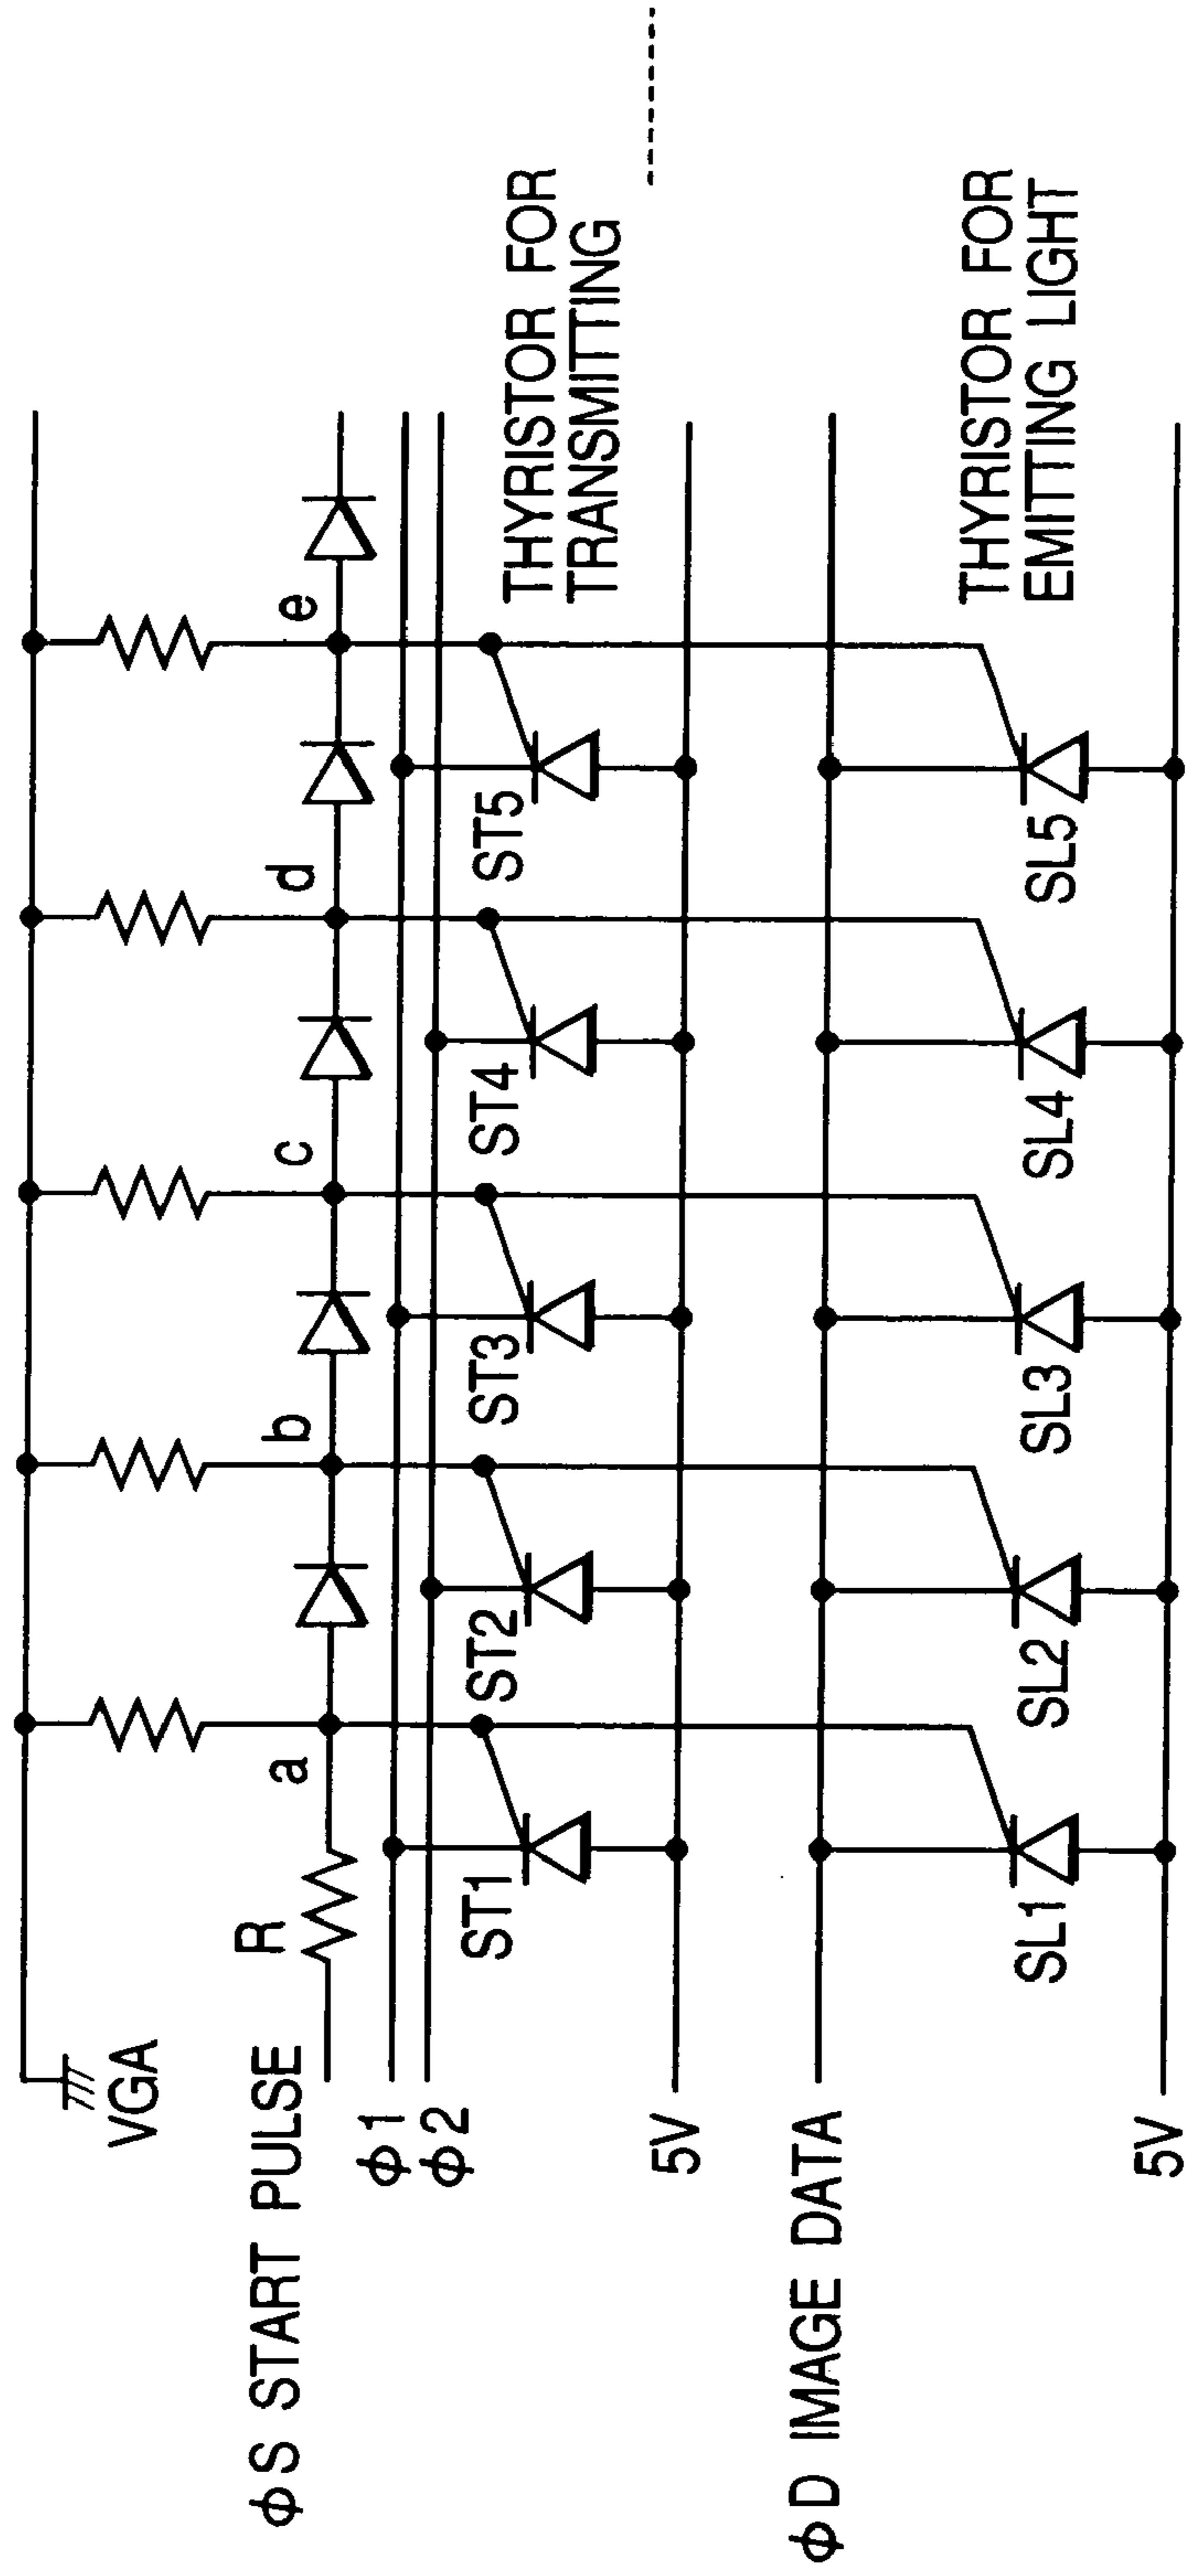 VGA
φS START PULSE
R
a
b
c
d
e
φ1
φ2
ST1
ST2
ST3
ST4
ST5
THYRISTOR FOR
TRANSMITTING
5V
φD IMAGE DATA
SL1
SL2
SL3
SL4
SL5
THYRISTOR FOR
EMITTING LIGHT
5V